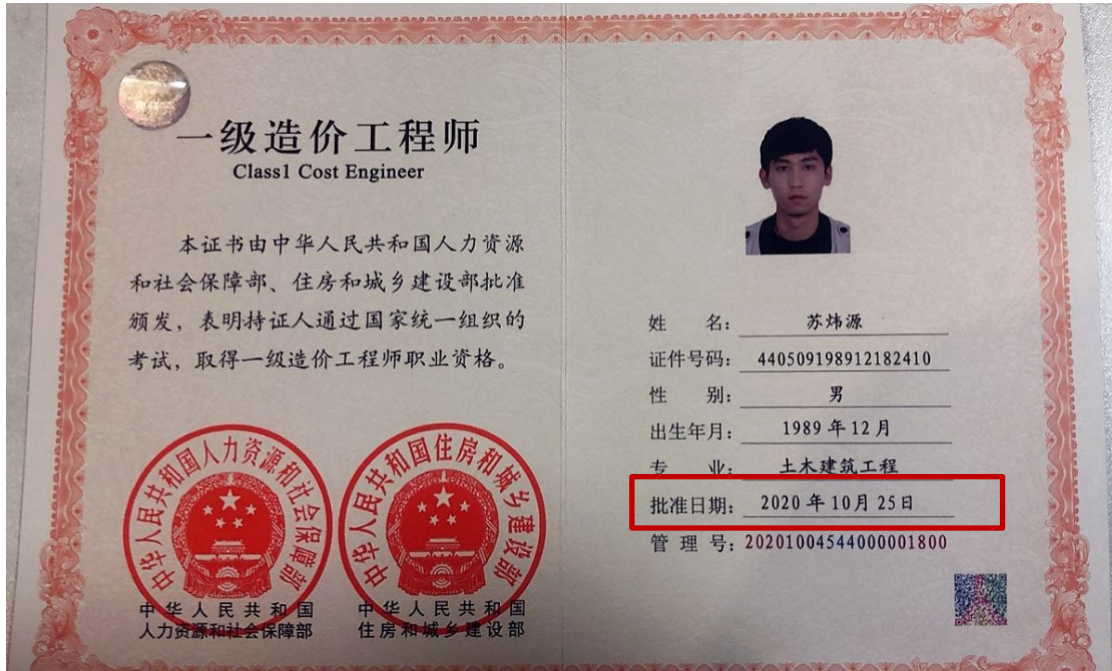 一级造价工程师
Class1 Cost Engineer
本证书由中华人民共和国人力资源
和社会保障部、住房和城乡建设部批准
颁发，表明持证人通过国家统一组织的
考试，取得一级造价工程师职业资格。
中华人民共和国人力资源和社会保障部
中华人民共和国住房和城乡建设部
中华人民共和国
人力资源和社会保障部
中华人民共和国
住房和城乡建设部
姓 名： 苏炜源
证件号码： 440509198912182410
性 别： 男
出生年月： 1989年12月
专 业： 土木建筑工程
批准日期： 2020年10月25日
管 理 号： 20201004544000001800